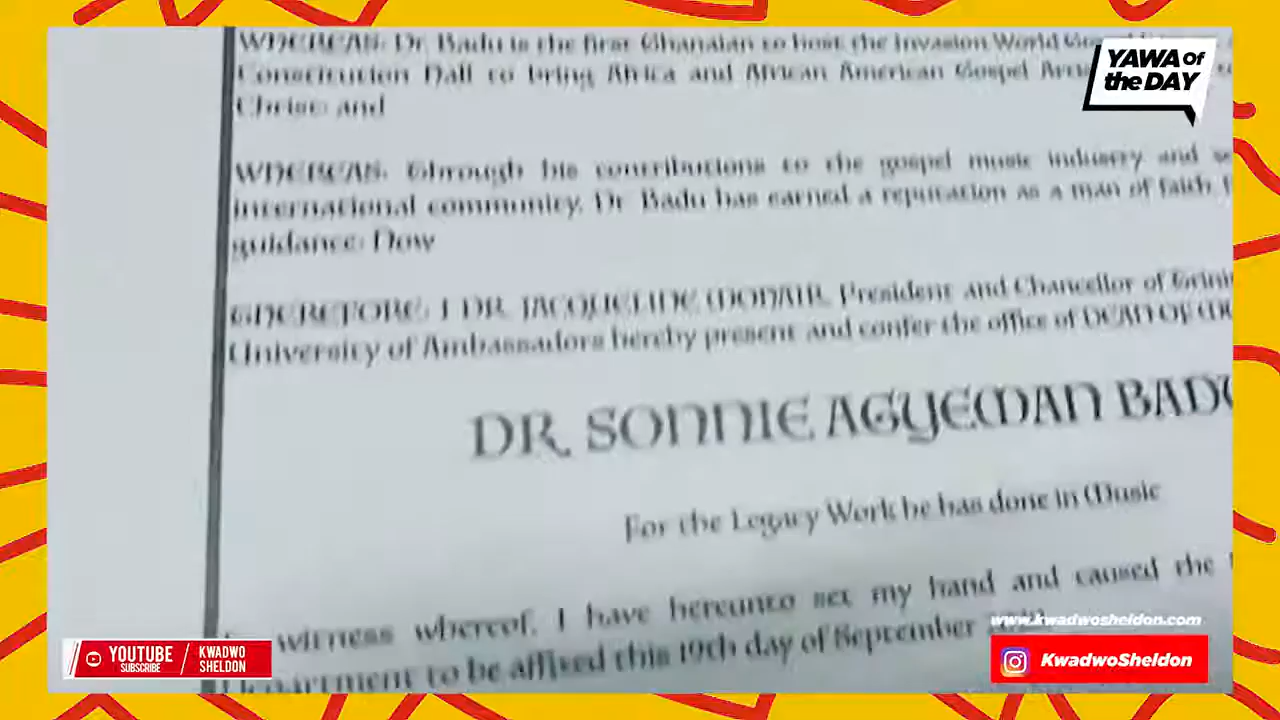 WHEREAS: Dr. Badu is the first Ghanaian to host the Invasion World
Constitution Hall to bring Africa and African American Gospel
Christ: and
YAWA of
the DAY
WHEREAS: Through his contributions to the gospel music industry and
international community, Dr. Badu has earned a reputation as a man of faith,
guidance: Now
THEREFORE: I DR. JACQUELINE MOHAIR, President and Chancellor of
University of Ambassadors hereby present and confer the office of DEAN OF
DR. SONNIE AGYEMAN BADU
For the Legacy Work he has done in Music
witness whereof, I have hereunto set my hand and caused the
Department to be affixed this 19th day of September
www.kwadwosheldon.com
YOUTUBE
SUBSCRIBE
KWADWO
SHELDON
KwadwoSheldon